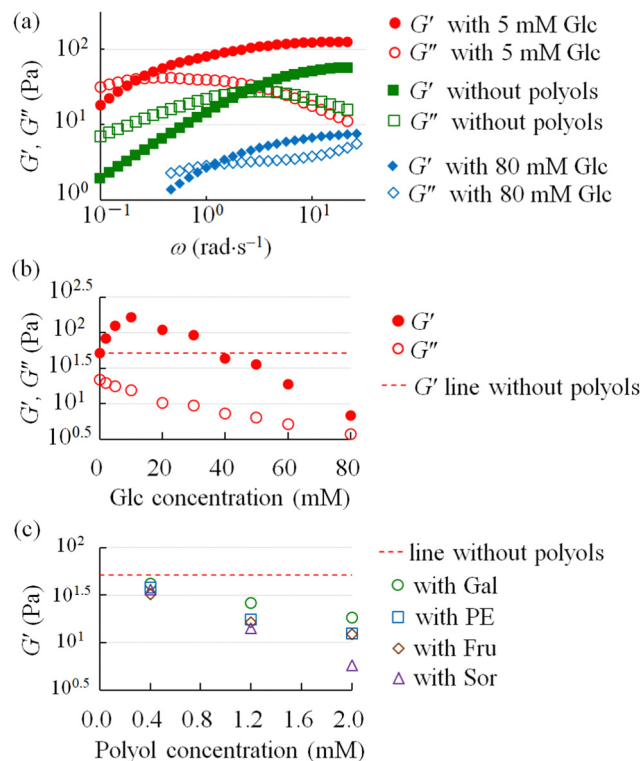 (a)
G′, G″ (Pa)
10²
10¹
10⁰
10⁻¹ 10⁰ 10¹
ω (rad·s⁻¹)
G′ with 5 mM Glc
G″ with 5 mM Glc
G′ without polyols
G″ without polyols
G′ with 80 mM Glc
G″ with 80 mM Glc
(b)
G′, G″ (Pa)
10^2.5
10²
10^1.5
10¹
10^0.5
0 20 40 60 80
Glc concentration (mM)
G′
G″
G′ line without polyols
(c)
G′ (Pa)
10²
10^1.5
10¹
10^0.5
0.0 0.4 0.8 1.2 1.6 2.0
Polyol concentration (mM)
line without polyols
with Gal
with PE
with Fru
with Sor